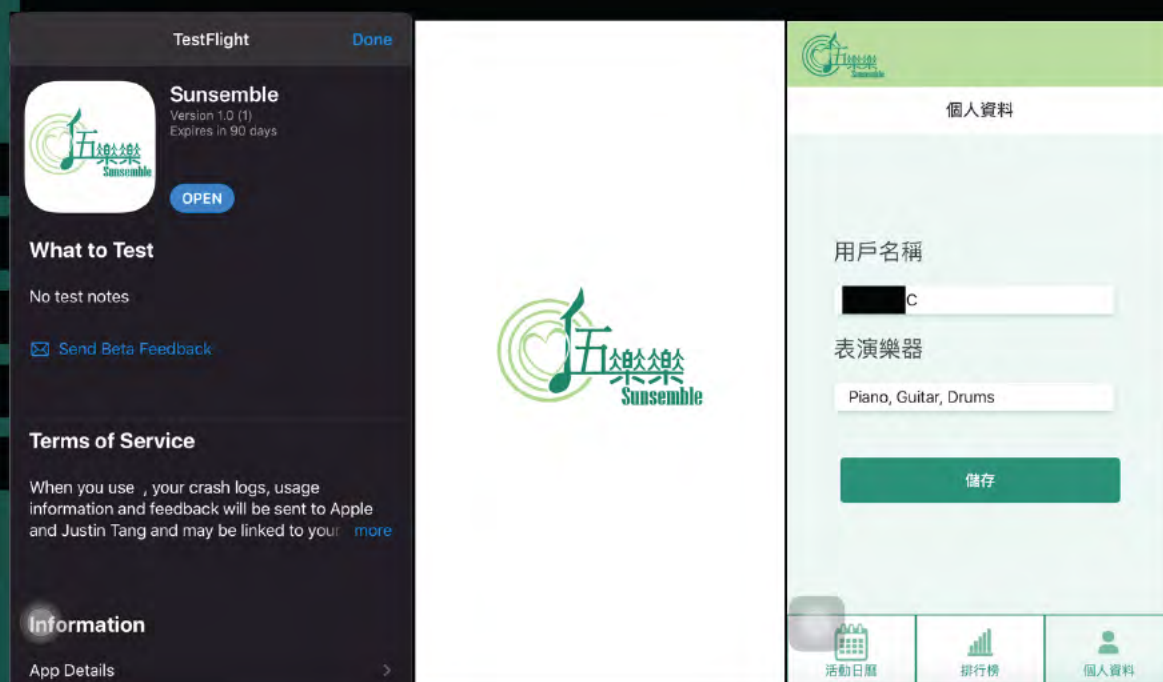 TestFlight
Done
伍樂樂
Sunsemble
Sunsemble
Version 1.0 (1)
Expires in 90 days
OPEN
What to Test
No test notes
Send Beta Feedback
Terms of Service
When you use , your crash logs, usage
information and feedback will be sent to Apple
and Justin Tang and may be linked to your more
Information
App Details
伍樂樂
Sunsemble
伍樂樂
Sunsemble
個人資料
用戶名稱
C
表演樂器
Piano, Guitar, Drums
儲存
活動日曆
排行榜
個人資料